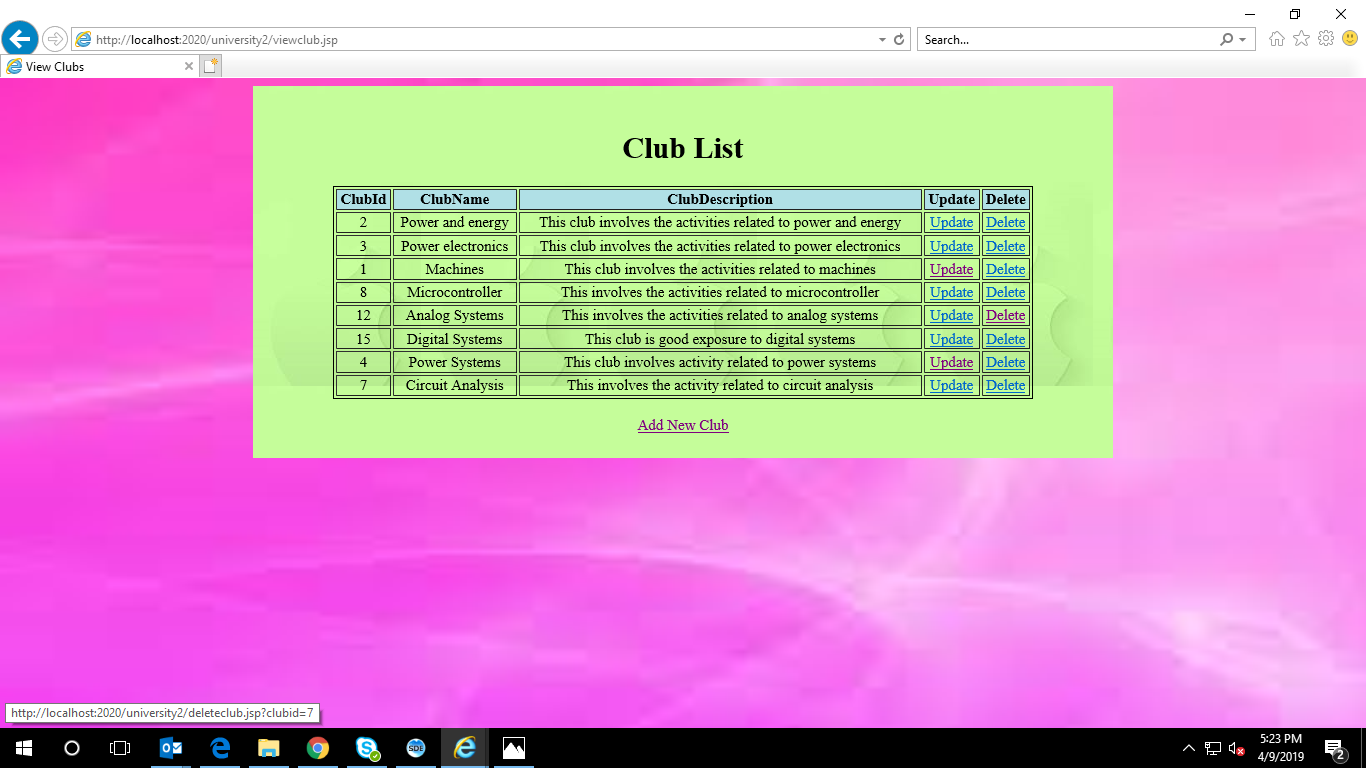 http://localhost:2020/university2/viewclub.jsp
Search...
View Clubs
Club List
ClubId ClubName ClubDescription Update Delete
2 Power and energy This club involves the activities related to power and energy Update Delete
3 Power electronics This club involves the activities related to power electronics Update Delete
1 Machines This club involves the activities related to machines Update Delete
8 Microcontroller This involves the activities related to microcontroller Update Delete
12 Analog Systems This involves the activities related to analog systems Update Delete
15 Digital Systems This club is good exposure to digital systems Update Delete
4 Power Systems This club involves activity related to power systems Update Delete
7 Circuit Analysis This involves the activity related to circuit analysis Update Delete
Add New Club
http://localhost:2020/university2/deleteclub.jsp?clubid=7
SDE
5:23 PM
4/9/2019
2